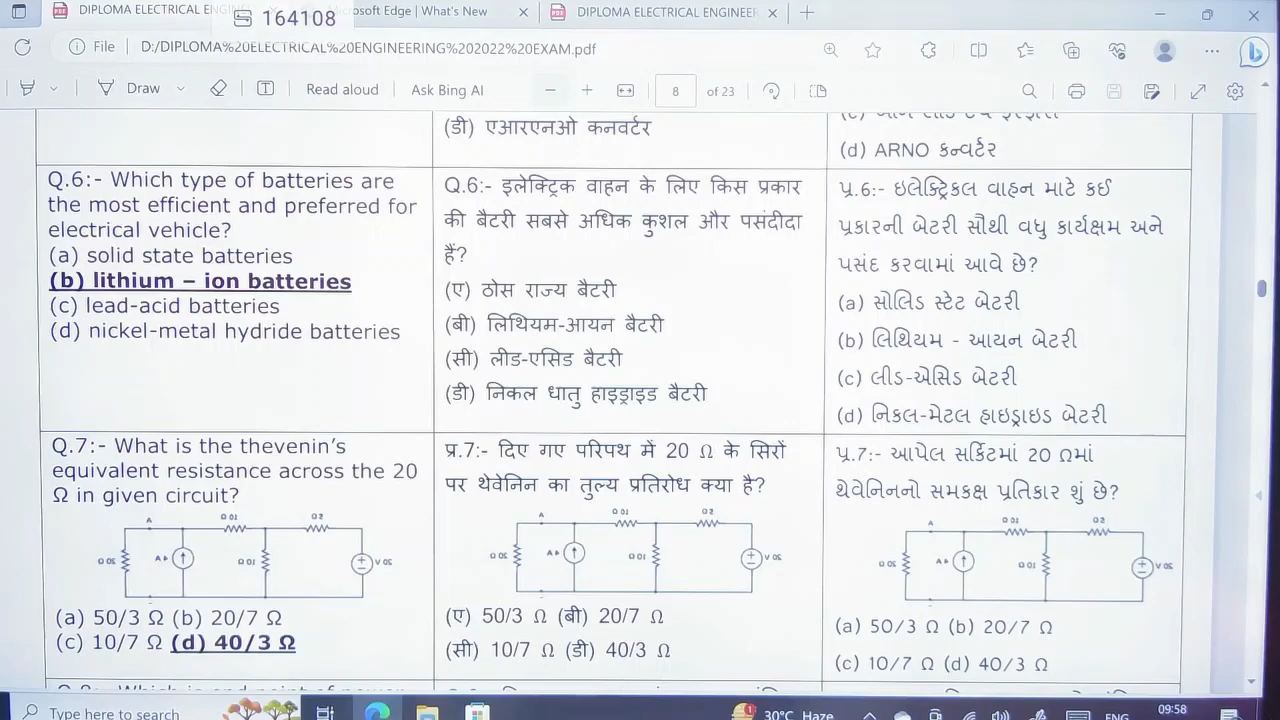 DIPLOMA ELECTRICAL ENG
164108
Microsoft Edge | What's New
DIPLOMA ELECTRICAL ENGINEER
File
D:/DIPLOMA%20ELECTRICAL%20ENGINEERING%202022%20EXAM.pdf
Draw
Read aloud
Ask Bing AI
8
of 23
(डी) एआरएनओ कनवर्टर
(d) ARNO કન્વર્ટર
Q.6:- Which type of batteries are
the most efficient and preferred for
electrical vehicle?
(a) solid state batteries
(b) lithium – ion batteries
(c) lead-acid batteries
(d) nickel-metal hydride batteries
Q.6:- इलेक्ट्रिक वाहन के लिए किस प्रकार
की बैटरी सबसे अधिक कुशल और पसंदीदा
हैं?
(ए) ठोस राज्य बैटरी
(बी) लिथियम-आयन बैटरी
(सी) लीड-एसिड बैटरी
(डी) निकल धातु हाइड्राइड बैटरी
પ્ર.6:- ઇલેક્ટ્રિકલ વાહન માટે કઈ
પ્રકારની બેટરી સૌથી વધુ કાર્યક્ષમ અને
પસંદ કરવામાં આવે છે?
(a) સોલિડ સ્ટેટ બેટરી
(b) લિથિયમ - આયન બેટરી
(c) લીડ-એસિડ બેટરી
(d) નિકલ-મેટલ હાઇડ્રાઇડ બેટરી
Q.7:- What is the thevenin's
equivalent resistance across the 20
Ω in given circuit?
(a) 50/3 Ω (b) 20/7 Ω
(c) 10/7 Ω (d) 40/3 Ω
प्र.7:- दिए गए परिपथ में 20 Ω के सिरों
पर थेवेनिन का तुल्य प्रतिरोध क्या है?
(ए) 50/3 Ω (बी) 20/7 Ω
(सी) 10/7 Ω (डी) 40/3 Ω
પ્ર.7:- આપેલ સર્કિટમાં 20 Ωમાં
થેવેનિનનો સમકક્ષ પ્રતિકાર શું છે?
(a) 50/3 Ω (b) 20/7 Ω
(c) 10/7 Ω (d) 40/3 Ω
Type here to search
30°C Haze
ENG
09:58